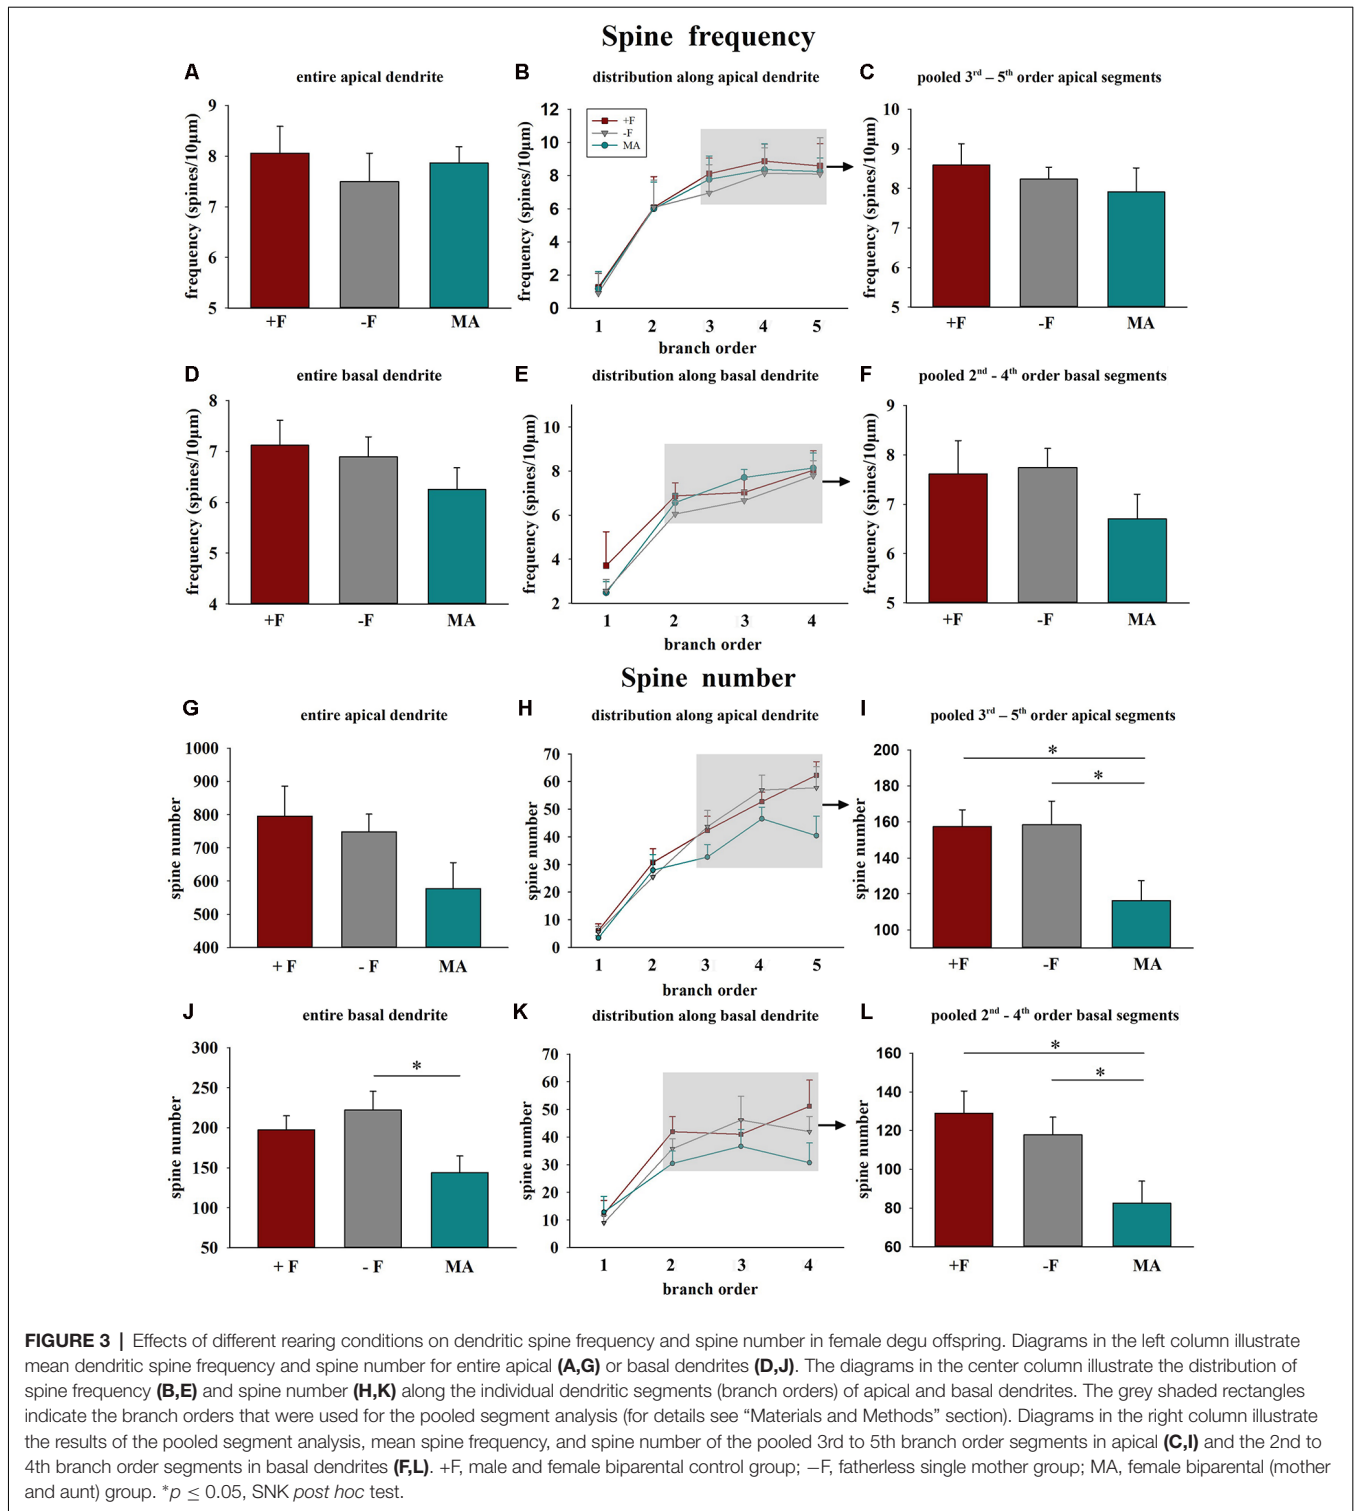 Spine frequency
A entire apical dendrite
frequency (spines/10µm)
9
8
7
6
5
+F -F MA
B distribution along apical dendrite
frequency (spines/10µm)
12
10
8
6
4
2
0
+F
-F
MA
1 2 3 4 5
branch order
C pooled 3rd – 5th order apical segments
frequency (spines/10µm)
10
9
8
7
6
5
+F -F MA
D entire basal dendrite
frequency (spines/10µm)
8
7
6
5
4
+F -F MA
E distribution along basal dendrite
frequency (spines/10µm)
10
8
6
4
2
1 2 3 4
branch order
F pooled 2nd - 4th order basal segments
frequency (spines/10µm)
9
8
7
6
5
+F -F MA
Spine number
G entire apical dendrite
spine number
1000
900
800
700
600
500
400
+ F - F MA
H distribution along apical dendrite
spine number
70
60
50
40
30
20
10
0
1 2 3 4 5
branch order
I pooled 3rd – 5th order apical segments
spine number
200
180
160
140
120
100
*
*
+F -F MA
J entire basal dendrite
spine number
300
250
200
150
100
50
*
+ F - F MA
K distribution along basal dendrite
spine number
70
60
50
40
30
20
10
0
1 2 3 4
branch order
L pooled 2nd - 4th order basal segments
spine number
160
140
120
100
80
60
*
*
+F -F MA
FIGURE 3 | Effects of different rearing conditions on dendritic spine frequency and spine number in female degu offspring. Diagrams in the left column illustrate
mean dendritic spine frequency and spine number for entire apical (A,G) or basal dendrites (D,J). The diagrams in the center column illustrate the distribution of
spine frequency (B,E) and spine number (H,K) along the individual dendritic segments (branch orders) of apical and basal dendrites. The grey shaded rectangles
indicate the branch orders that were used for the pooled segment analysis (for details see “Materials and Methods” section). Diagrams in the right column illustrate
the results of the pooled segment analysis, mean spine frequency, and spine number of the pooled 3rd to 5th branch order segments in apical (C,I) and the 2nd to
4th branch order segments in basal dendrites (F,L). +F, male and female biparental control group; −F, fatherless single mother group; MA, female biparental (mother
and aunt) group. *p ≤ 0.05, SNK post hoc test.